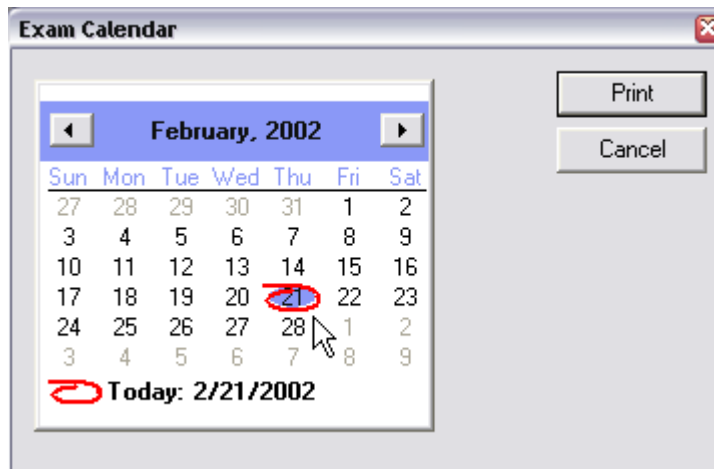 Exam Calendar
Print
Cancel
February, 2002
Sun Mon Tue Wed Thu Fri Sat
27 28 29 30 31 1 2
3 4 5 6 7 8 9
10 11 12 13 14 15 16
17 18 19 20 21 22 23
24 25 26 27 28 1 2
3 4 5 6 7 8 9
Today: 2/21/2002